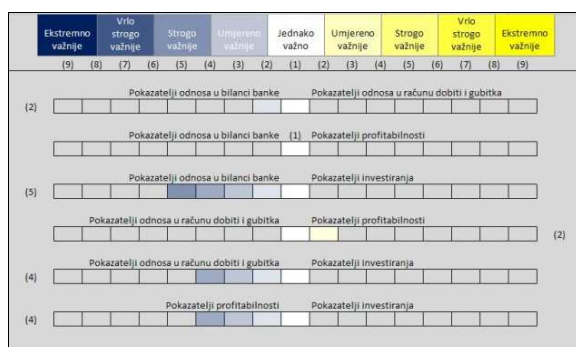 Ekstremno važnije Vrlo strogo važnije Strogo važnije Umjereno važnije Jednako važno Umjereno važnije Strogo važnije Vrlo strogo važnije Ekstremno važnije
(9) (8) (7) (6) (5) (4) (3) (2) (1) (2) (3) (4) (5) (6) (7) (8) (9)
Pokazatelji odnosa u bilanci banke Pokazatelji odnosa u računu dobiti i gubitka
(2)
Pokazatelji odnosa u bilanci banke (1) Pokazatelji profitabilnosti
Pokazatelji odnosa u bilanci banke Pokazatelji investiranja
(5)
Pokazatelji odnosa u računu dobiti i gubitka Pokazatelji profitabilnosti
(2)
Pokazatelji odnosa u računu dobiti i gubitka Pokazatelji investiranja
(4)
Pokazatelji profitabilnosti Pokazatelji investiranja
(4)